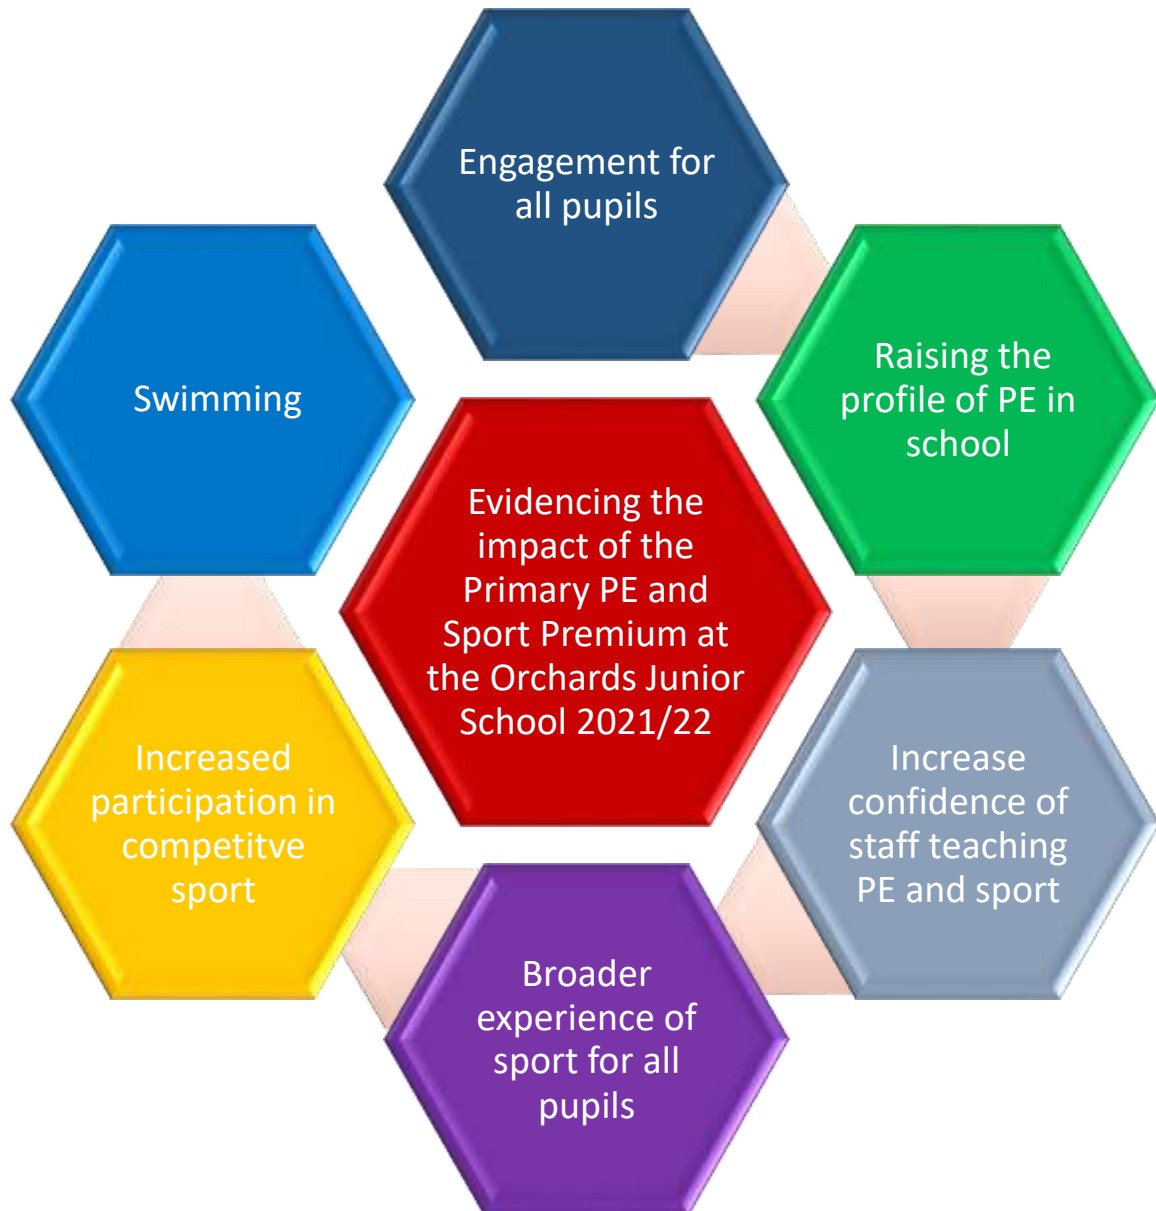 Engagement for
all pupils
Raising the
profile of PE in
school
Increase
confidence of
staff teaching
PE and sport
Broader
experience of
sport for all
pupils
Increased
participation in
competitve
sport
Swimming
Evidencing the
impact of the
Primary PE and
Sport Premium at
the Orchards Junior
School 2021/22